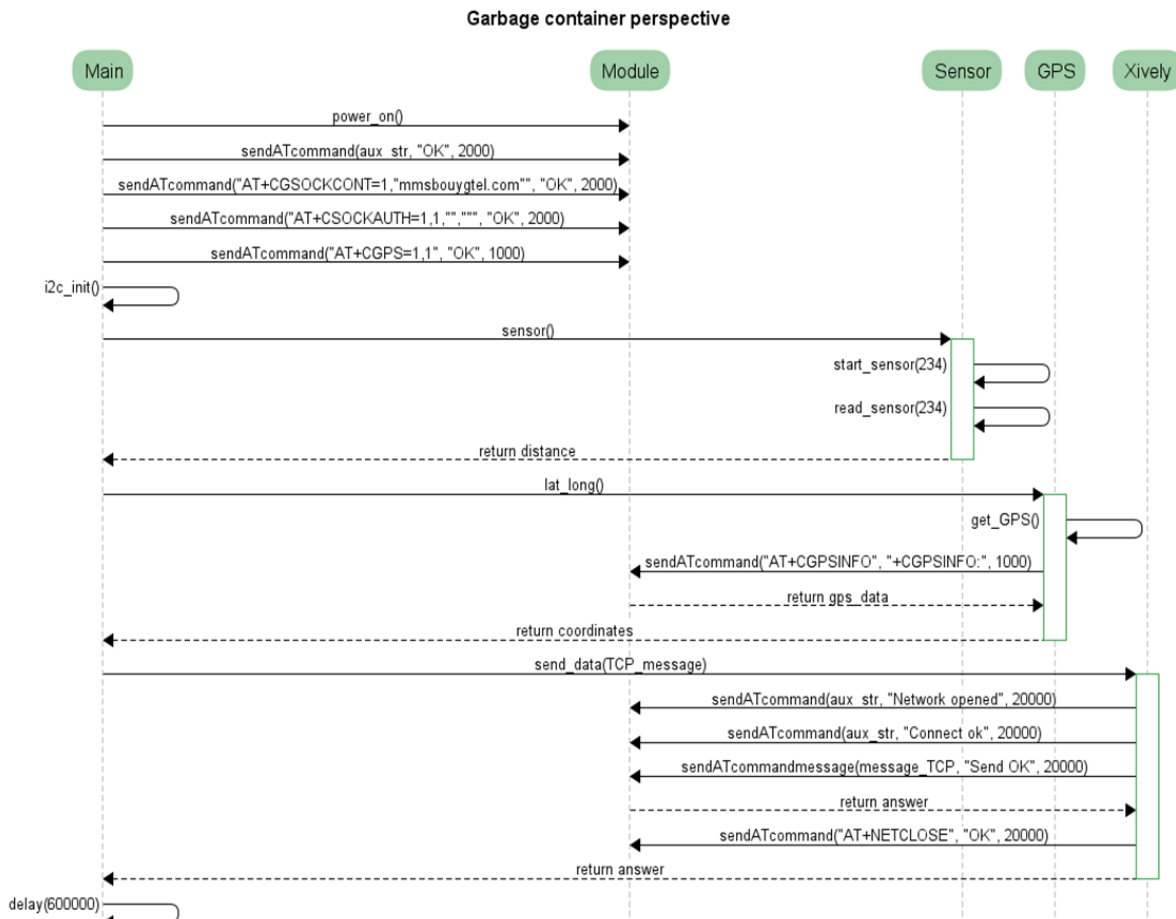 Garbage container perspective
Main Module Sensor GPS Xively
power_on()
sendATcommand(aux_str, "OK", 2000)
sendATcommand("AT+CGSOCKCONT=1,"mmsbouygtel.com"", "OK", 2000)
sendATcommand("AT+CSOCKAUTH=1,1,"",""", "OK", 2000)
sendATcommand("AT+CGPS=1,1", "OK", 1000)
i2c_init()
sensor()
start_sensor(234)
read_sensor(234)
return distance
lat_long()
get_GPS()
sendATcommand("AT+CGPSINFO", "+CGPSINFO:", 1000)
return gps_data
return coordinates
send_data(TCP_message)
sendATcommand(aux_str, "Network opened", 20000)
sendATcommand(aux_str, "Connect ok", 20000)
sendATcommandmessage(message_TCP, "Send OK", 20000)
return answer
sendATcommand("AT+NETCLOSE", "OK", 20000)
return answer
delay(600000)